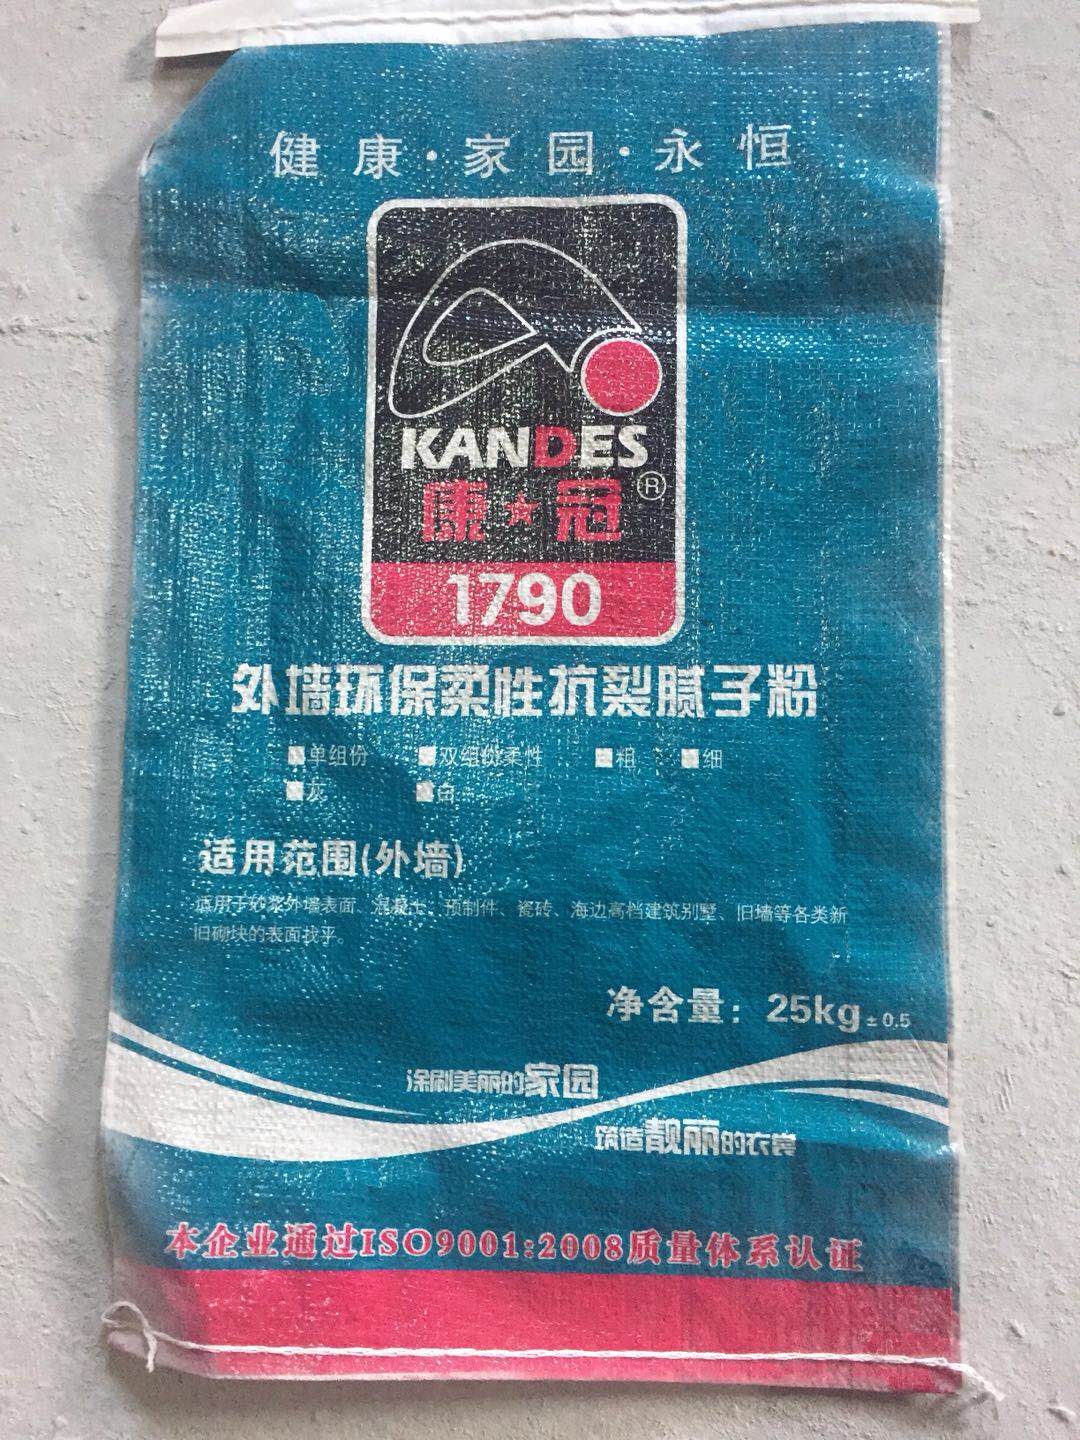 健康·家园·永恒
KANDES
康★冠®
1790
外墙环保柔性抗裂腻子粉
■单组份 ■双组份柔性 ■粗 ■细
■灰 ■白
适用范围(外墙)
适用于砂浆外墙表面、混凝土、预制件、瓷砖、海边高档建筑别墅、旧墙等各类新
旧砌块的表面找平。
净含量：25kg±0.5
涂刷美丽的家园
筑造靓丽的衣裳
本企业通过ISO9001:2008质量体系认证